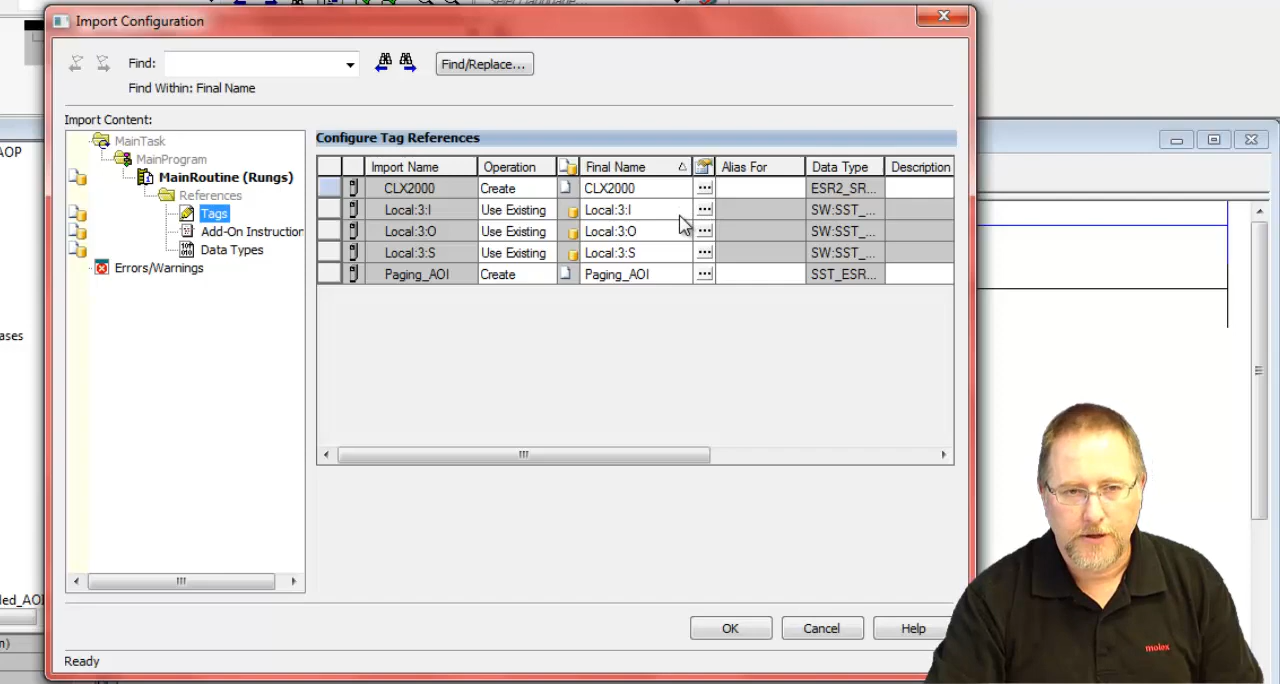 Import Configuration
Find:
Find/Replace...
Find Within: Final Name
Import Content:
MainTask
MainProgram
MainRoutine (Rungs)
References
Tags
Add-On Instruction
Data Types
Errors/Warnings
Configure Tag References
Import Name Operation Final Name Alias For Data Type Description
CLX2000 Create CLX2000 ... ESR2_SR...
Local:3:I Use Existing Local:3:I ... SW:SST_...
Local:3:O Use Existing Local:3:O ... SW:SST_...
Local:3:S Use Existing Local:3:S ... SW:SST_...
Paging_AOI Create Paging_AOI ... SST_ESR...
OK Cancel Help
Ready
AOP
ases
led_AOI
n)
molex